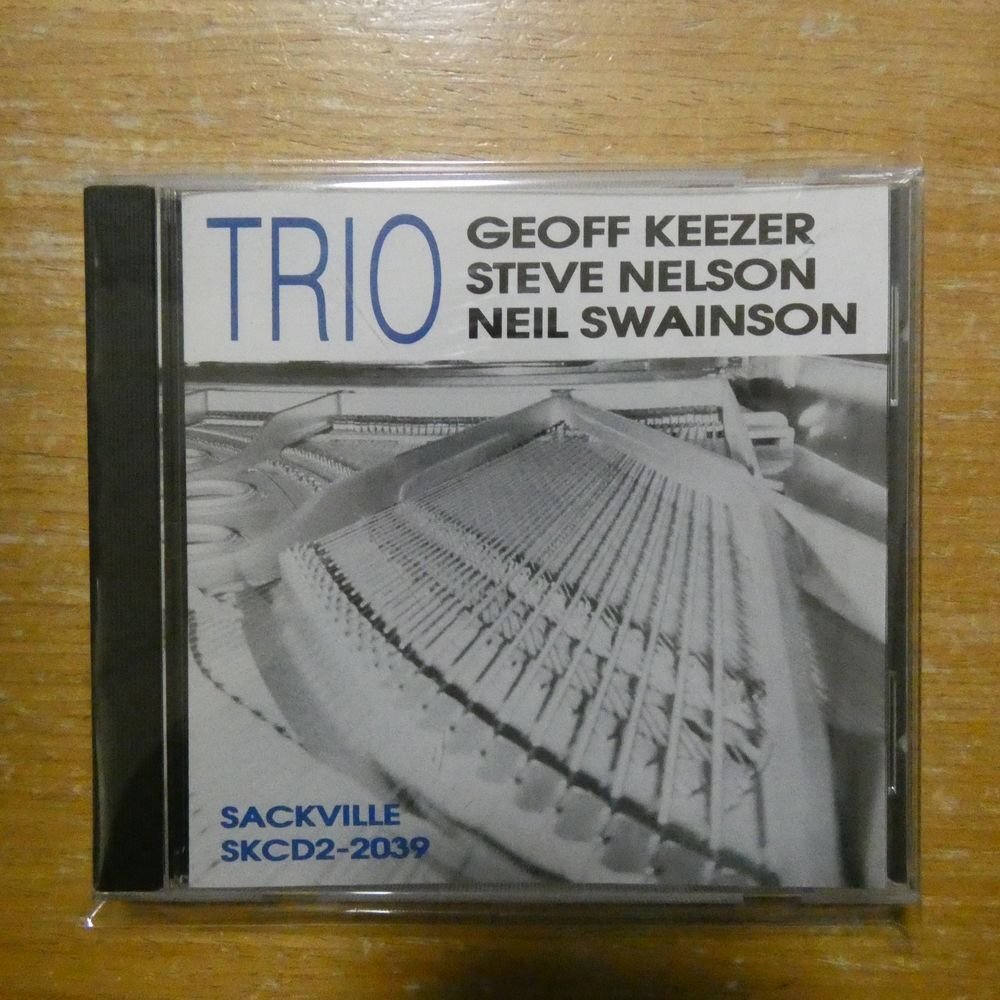 TRIO
GEOFF KEEZER
STEVE NELSON
NEIL SWAINSON
SACKVILLE
SKCD2-2039